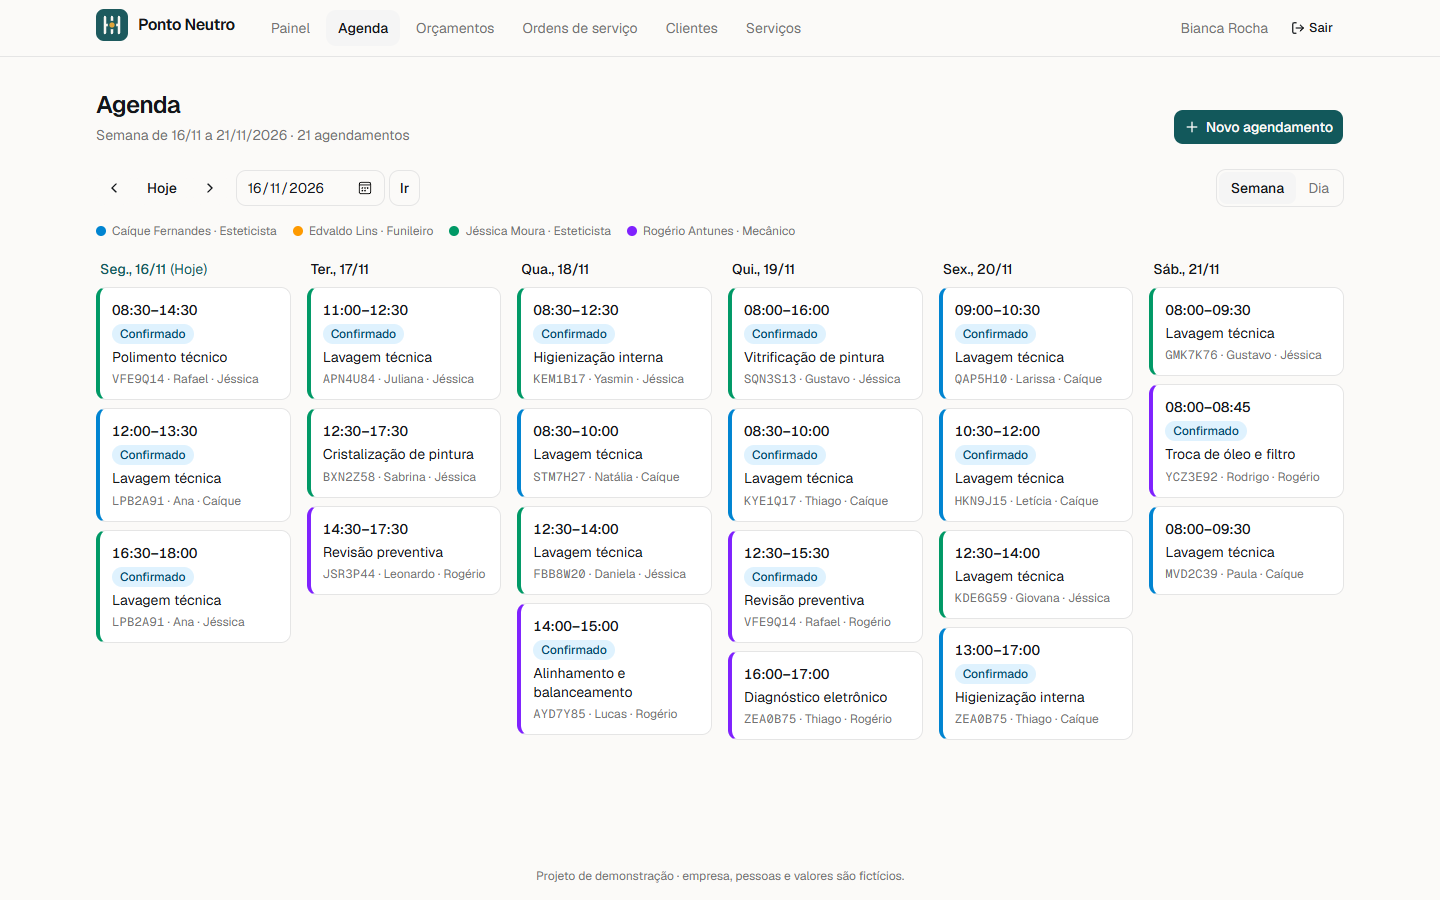 Ponto Neutro
Painel
Agenda
Orçamentos
Ordens de serviço
Clientes
Serviços
Bianca Rocha
Sair
Agenda
Semana de 16/11 a 21/11/2026 · 21 agendamentos
Novo agendamento
Hoje
16/11/2026
Ir
Semana
Dia
Caíque Fernandes · Esteticista
Edvaldo Lins · Funileiro
Jéssica Moura · Esteticista
Rogério Antunes · Mecânico
Seg., 16/11 (Hoje)
08:30–14:30
Confirmado
Polimento técnico
VFE9Q14 · Rafael · Jéssica
12:00–13:30
Confirmado
Lavagem técnica
LPB2A91 · Ana · Caíque
16:30–18:00
Confirmado
Lavagem técnica
LPB2A91 · Ana · Jéssica
Ter., 17/11
11:00–12:30
Confirmado
Lavagem técnica
APN4U84 · Juliana · Jéssica
12:30–17:30
Cristalização de pintura
BXN2Z58 · Sabrina · Jéssica
14:30–17:30
Revisão preventiva
JSR3P44 · Leonardo · Rogério
Qua., 18/11
08:30–12:30
Confirmado
Higienização interna
KEM1B17 · Yasmin · Jéssica
08:30–10:00
Lavagem técnica
STM7H27 · Natália · Caíque
12:30–14:00
Lavagem técnica
FBB8W20 · Daniela · Jéssica
14:00–15:00
Confirmado
Alinhamento e
balanceamento
AYD7Y85 · Lucas · Rogério
Qui., 19/11
08:00–16:00
Confirmado
Vitrificação de pintura
SQN3S13 · Gustavo · Jéssica
08:30–10:00
Confirmado
Lavagem técnica
KYE1Q17 · Thiago · Caíque
12:30–15:30
Confirmado
Revisão preventiva
VFE9Q14 · Rafael · Rogério
16:00–17:00
Diagnóstico eletrônico
ZEA0B75 · Thiago · Rogério
Sex., 20/11
09:00–10:30
Confirmado
Lavagem técnica
QAP5H10 · Larissa · Caíque
10:30–12:00
Confirmado
Lavagem técnica
HKN9J15 · Letícia · Caíque
12:30–14:00
Lavagem técnica
KDE6G59 · Giovana · Jéssica
13:00–17:00
Confirmado
Higienização interna
ZEA0B75 · Thiago · Caíque
Sáb., 21/11
08:00–09:30
Lavagem técnica
GMK7K76 · Gustavo · Jéssica
08:00–08:45
Confirmado
Troca de óleo e filtro
YCZ3E92 · Rodrigo · Rogério
08:00–09:30
Lavagem técnica
MVD2C39 · Paula · Caíque
Projeto de demonstração · empresa, pessoas e valores são fictícios.